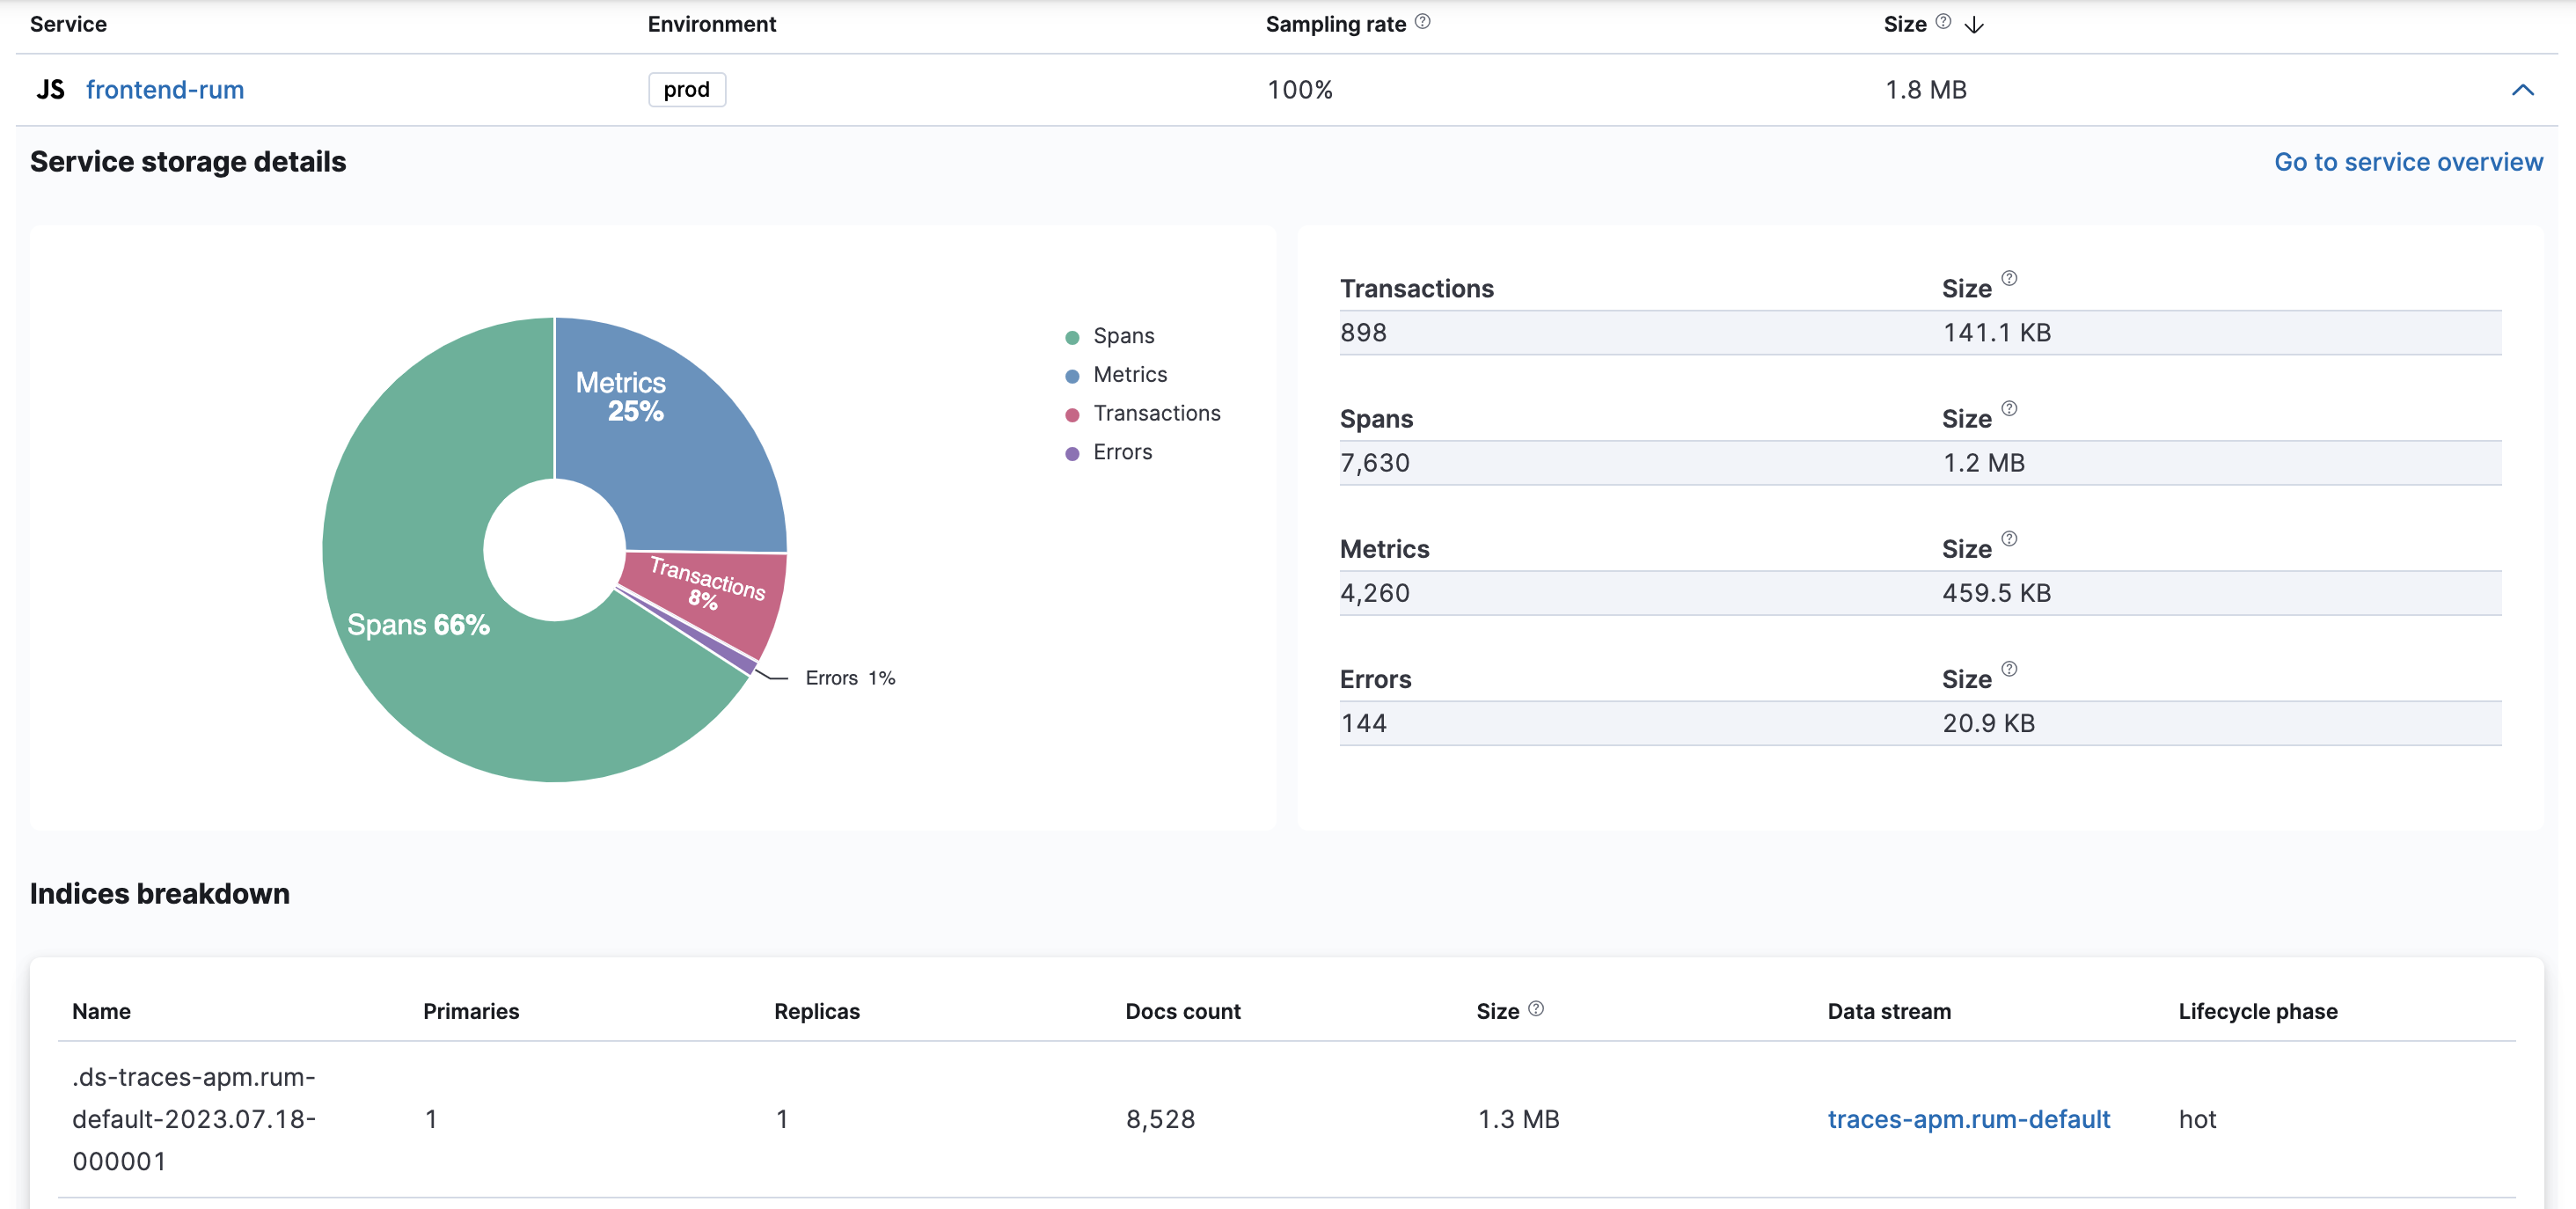 Service Environment Sampling rate Size
JS frontend-rum prod 100% 1.8 MB
Service storage details Go to service overview
Metrics
25%
Transactions
8%
Spans 66%
Errors 1%
Spans
Metrics
Transactions
Errors
Transactions Size
898 141.1 KB
Spans Size
7,630 1.2 MB
Metrics Size
4,260 459.5 KB
Errors Size
144 20.9 KB
Indices breakdown
Name Primaries Replicas Docs count Size Data stream Lifecycle phase
.ds-traces-apm.rum-
default-2023.07.18- 1 1 8,528 1.3 MB traces-apm.rum-default hot
000001